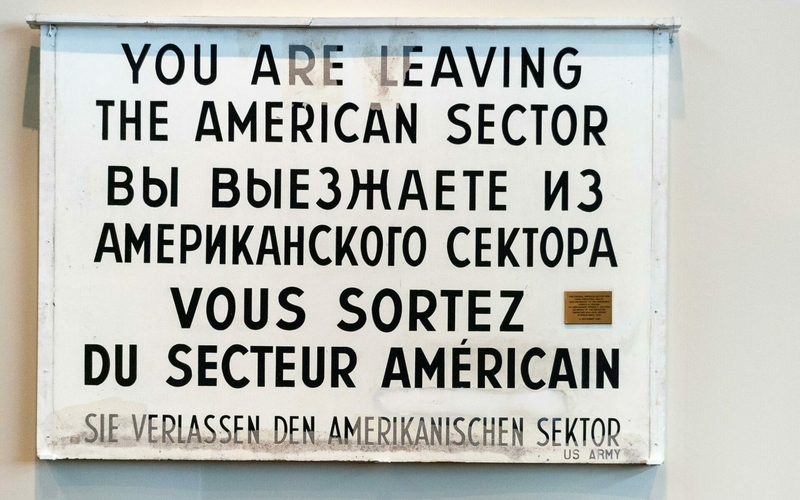 YOU ARE LEAVING
THE AMERICAN SECTOR
ВЫ ВЫЕЗЖАЕТЕ ИЗ
АМЕРИКАНСКОГО СЕКТОРА
VOUS SORTEZ
DU SECTEUR AMÉRICAIN
SIE VERLASSEN DEN AMERIKANISCHEN SEKTOR
US ARMY